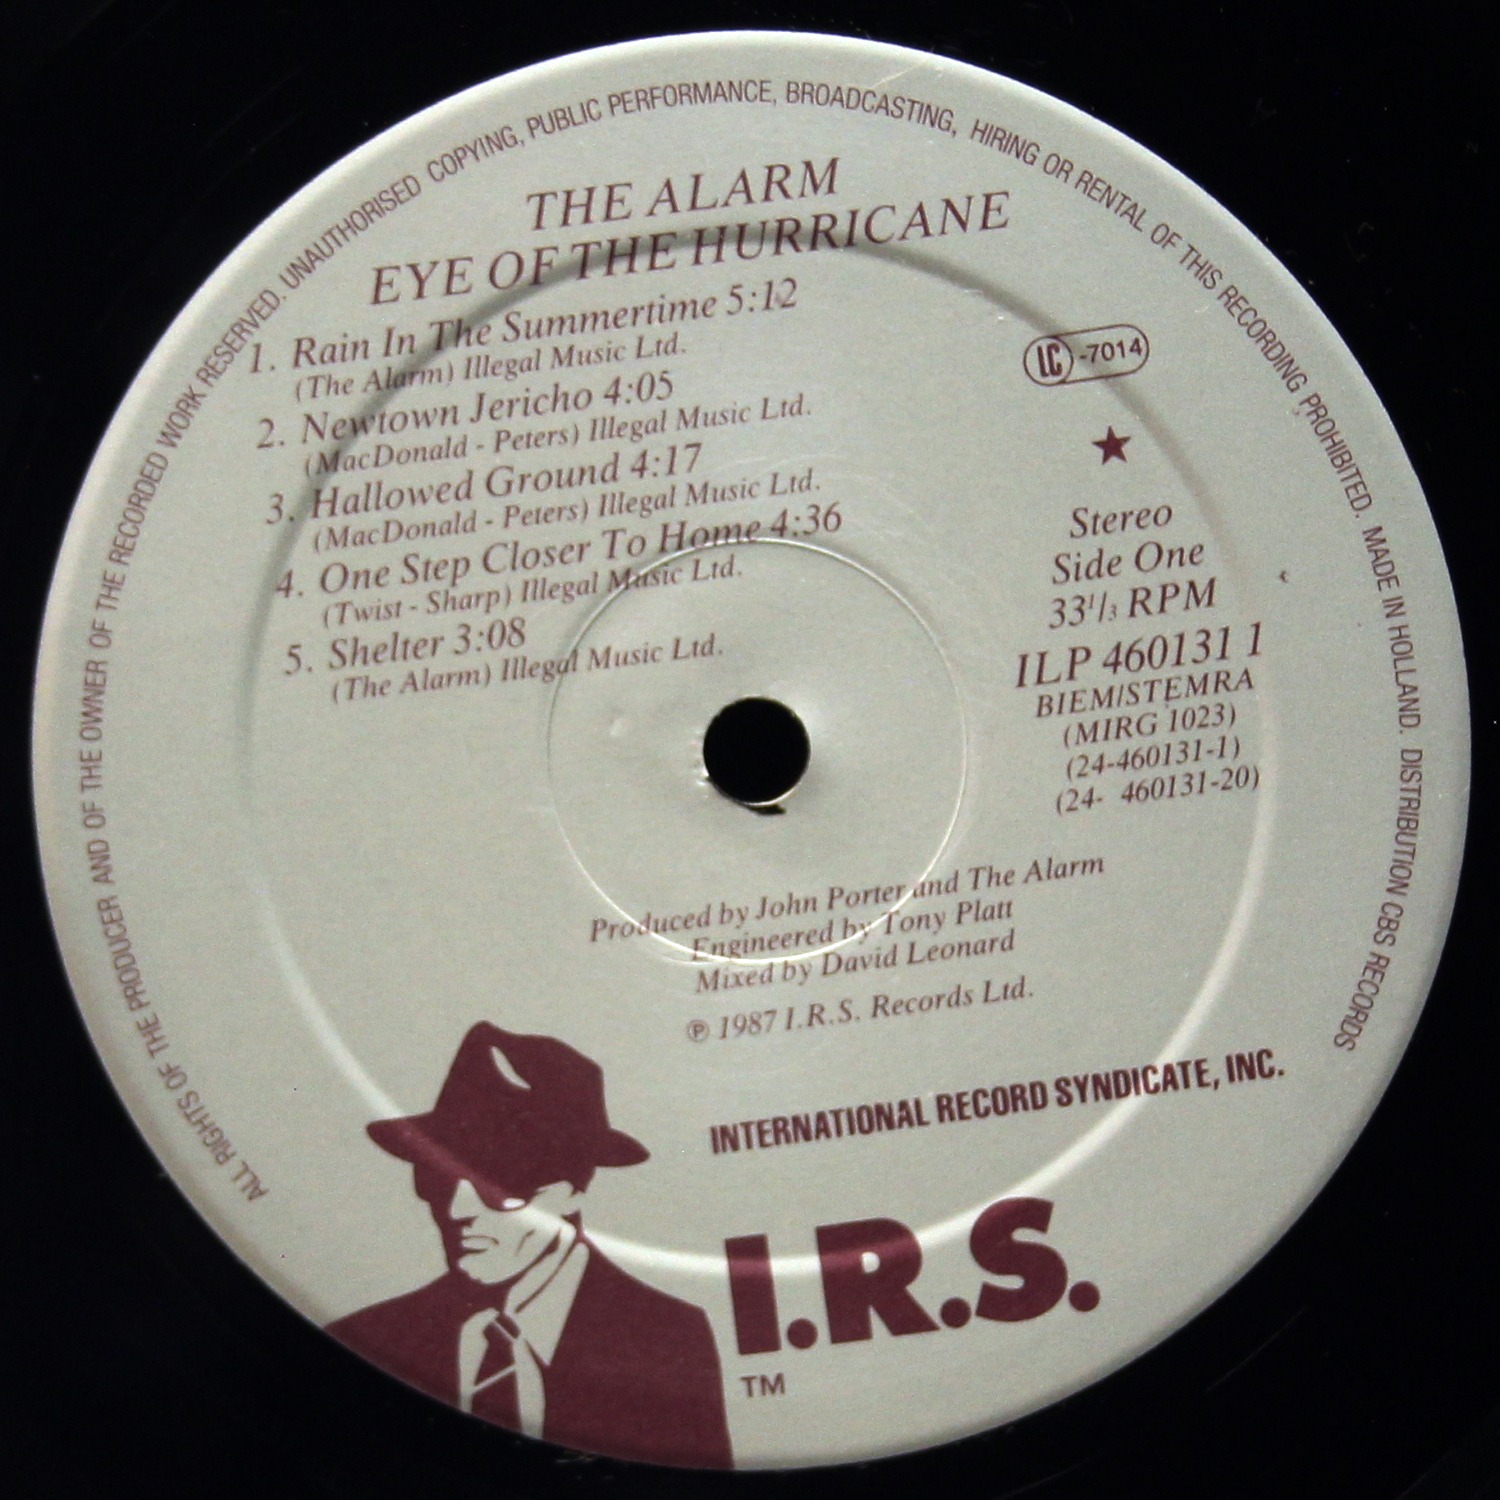 ALL RIGHTS OF THE PRODUCER AND OF THE OWNER OF THE RECORDED WORK RESERVED. UNAUTHORISED COPYING, PUBLIC PERFORMANCE, BROADCASTING, HIRING OR RENTAL OF THIS RECORDING PROHIBITED. MADE IN HOLLAND. DISTRIBUTION CBS RECORDS
THE ALARM
EYE OF THE HURRICANE
1. Rain In The Summertime 5:12
(The Alarm) Illegal Music Ltd.
2. Newtown Jericho 4:05
(MacDonald - Peters) Illegal Music Ltd.
3. Hallowed Ground 4:17
(MacDonald - Peters) Illegal Music Ltd.
4. One Step Closer To Home 4:36
(Twist - Sharp) Illegal Music Ltd.
5. Shelter 3:08
(The Alarm) Illegal Music Ltd.
LC -7014
Stereo
Side One
33 1/3 RPM
ILP 460131 1
BIEM/STEMRA
(MIRG 1023)
(24-460131-1)
(24- 460131-20)
Produced by John Porter and The Alarm
Engineered by Tony Platt
Mixed by David Leonard
℗ 1987 I.R.S. Records Ltd.
INTERNATIONAL RECORD SYNDICATE, INC.
I.R.S.
TM